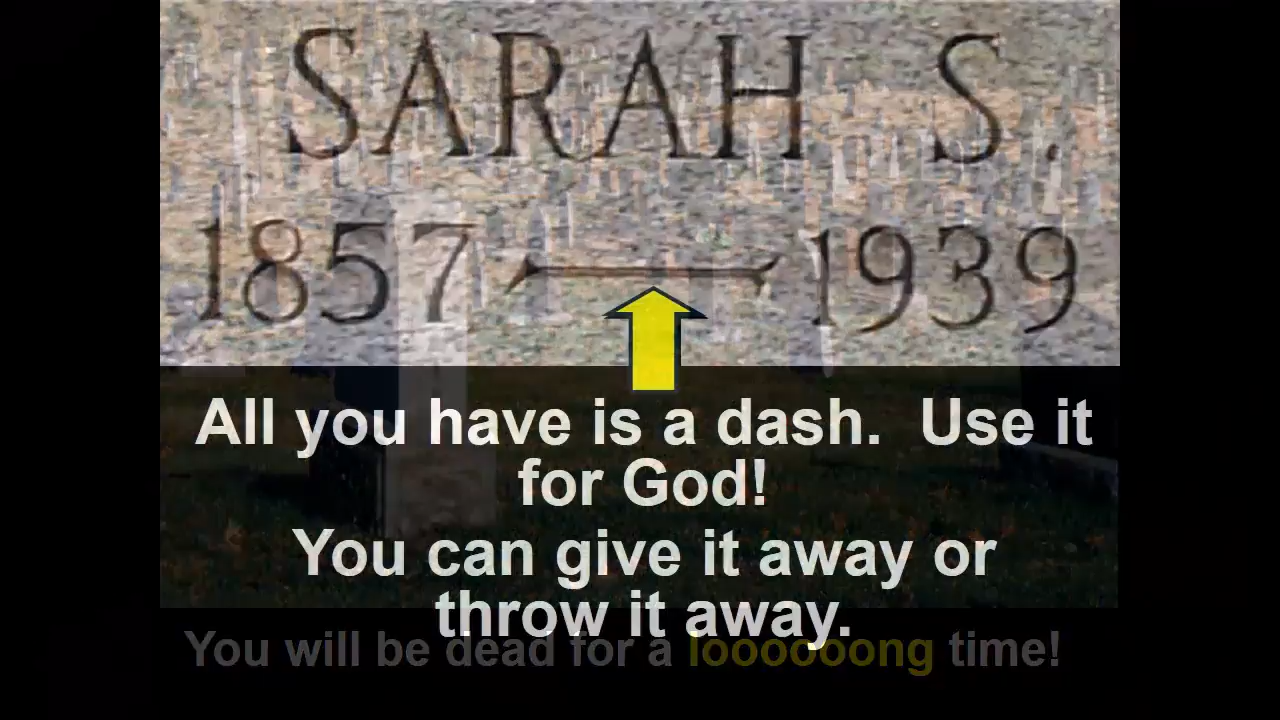 SARAH S.
1857 — 1939
All you have is a dash.  Use it
for God!
You can give it away or
throw it away.
You will be dead for a looooooong time!